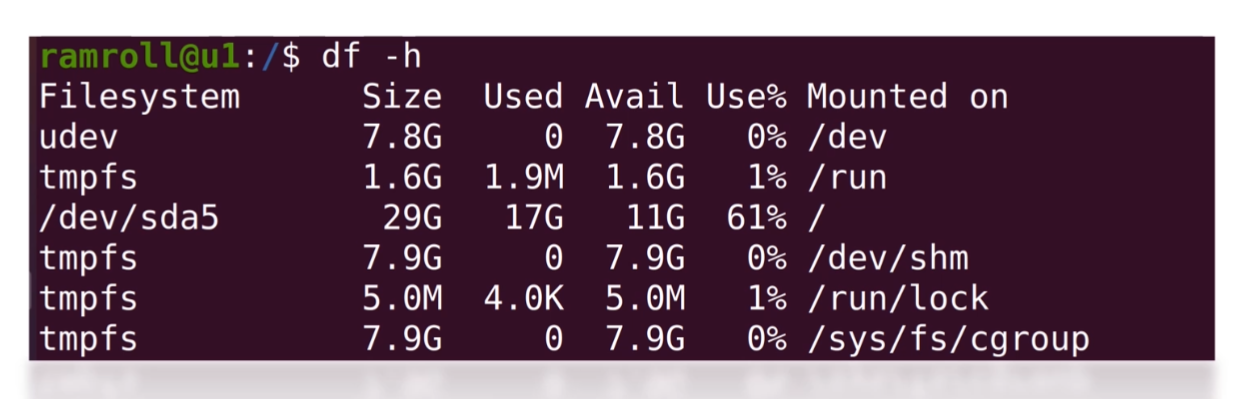 ramroll@u1:/$ df -h
Filesystem      Size  Used Avail Use% Mounted on
udev            7.8G     0  7.8G   0% /dev
tmpfs           1.6G  1.9M  1.6G   1% /run
/dev/sda5        29G   17G   11G  61% /
tmpfs           7.9G     0  7.9G   0% /dev/shm
tmpfs           5.0M  4.0K  5.0M   1% /run/lock
tmpfs           7.9G     0  7.9G   0% /sys/fs/cgroup